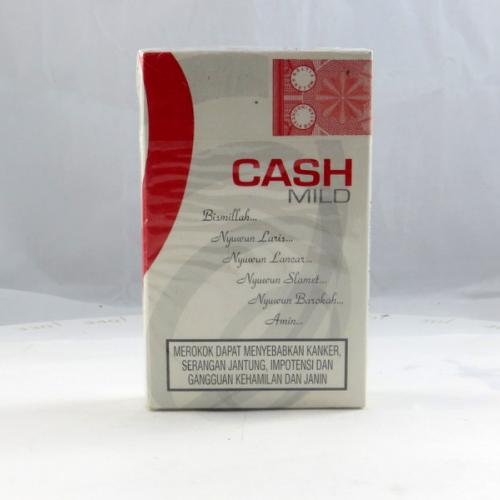 CASH
MILD
Bismillah...
Nyuwun Laris...
Nyuwun Lancar...
Nyuwun Slamet...
Nyuwun Barokah...
Amin...
MEROKOK DAPAT MENYEBABKAN KANKER,
SERANGAN JANTUNG, IMPOTENSI DAN
GANGGUAN KEHAMILAN DAN JANIN